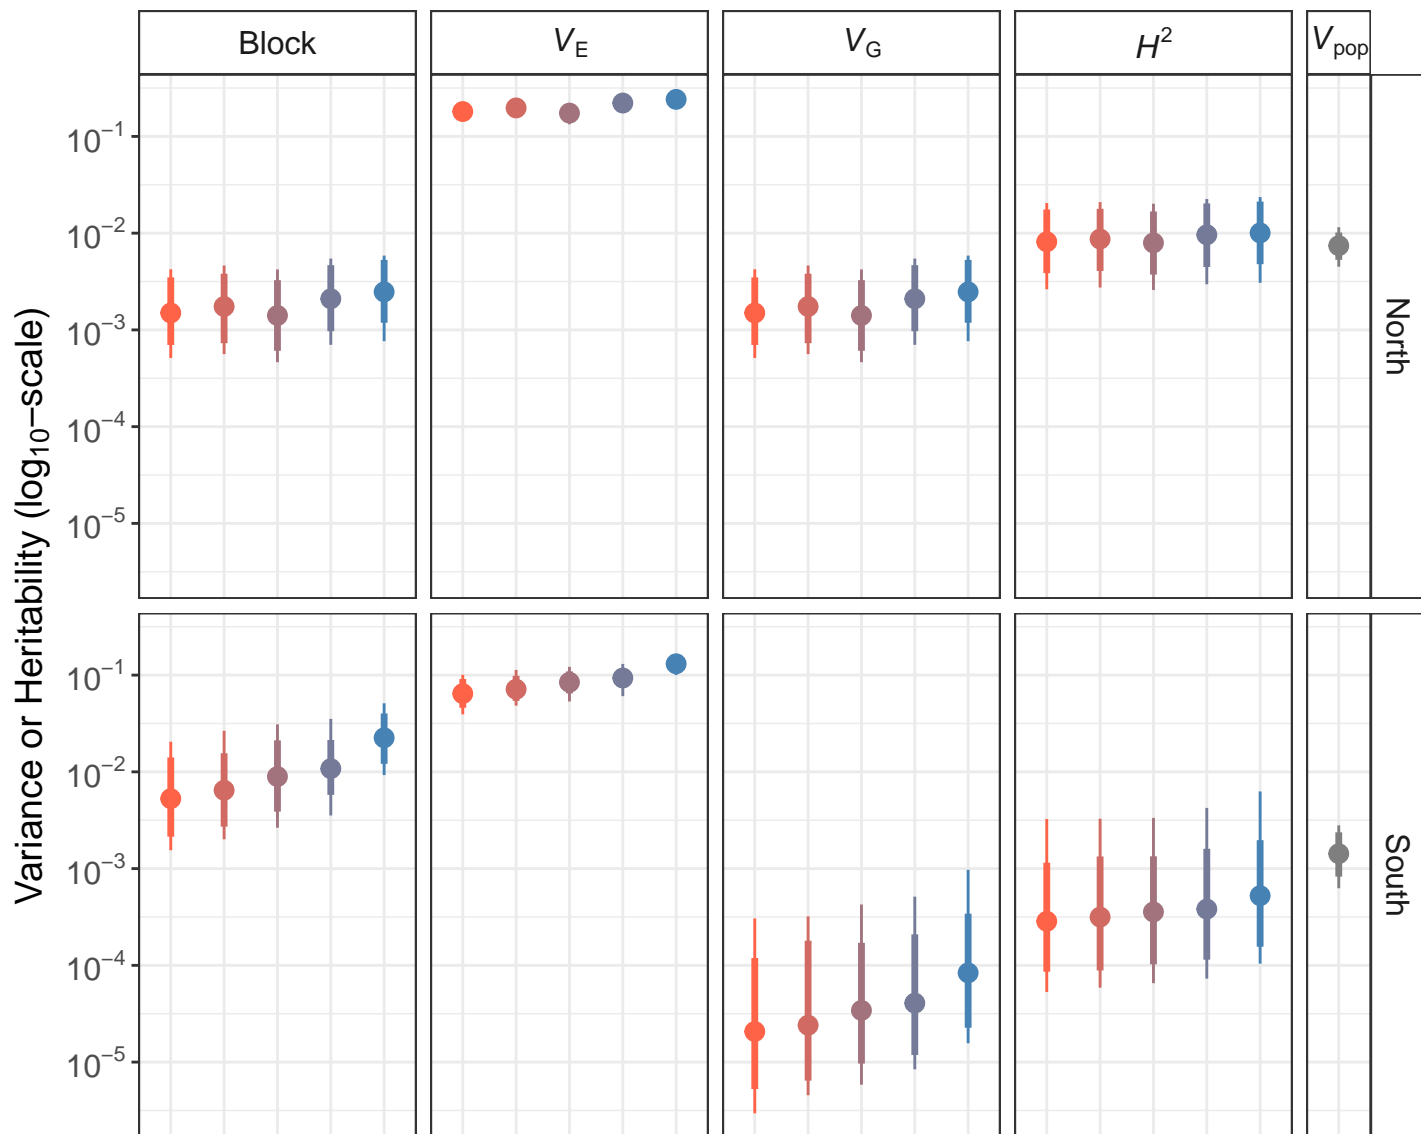 Block V_E V_G H² V_pop
Variance or Heritability (log₁₀−scale)
10⁻¹
10⁻²
10⁻³
10⁻⁴
10⁻⁵
North
10⁻¹
10⁻²
10⁻³
10⁻⁴
10⁻⁵
South